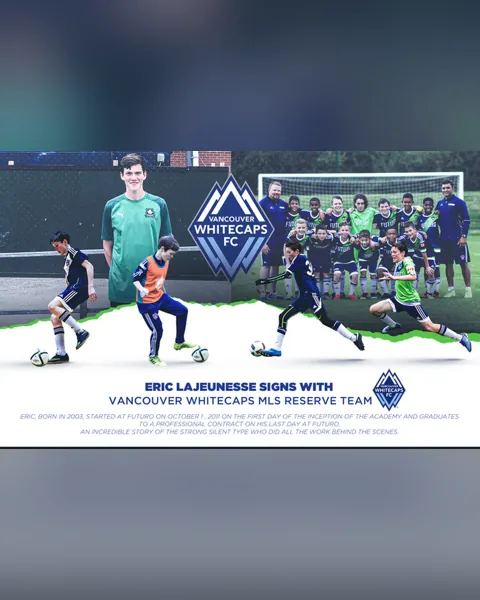 VANCOUVER
WHITECAPS
FC
ERIC LAJEUNESSE SIGNS WITH
VANCOUVER WHITECAPS MLS RESERVE TEAM
VANCOUVER
WHITECAPS
FC
ERIC, BORN IN 2003, STARTED AT FUTURO ON OCTOBER 1, 2011 ON THE FIRST DAY OF THE INCEPTION OF THE ACADEMY AND GRADUATES
TO A PROFESSIONAL CONTRACT ON HIS LAST DAY AT FUTURO.
AN INCREDIBLE STORY OF THE STRONG SILENT TYPE WHO DID ALL THE WORK BEHIND THE SCENES.